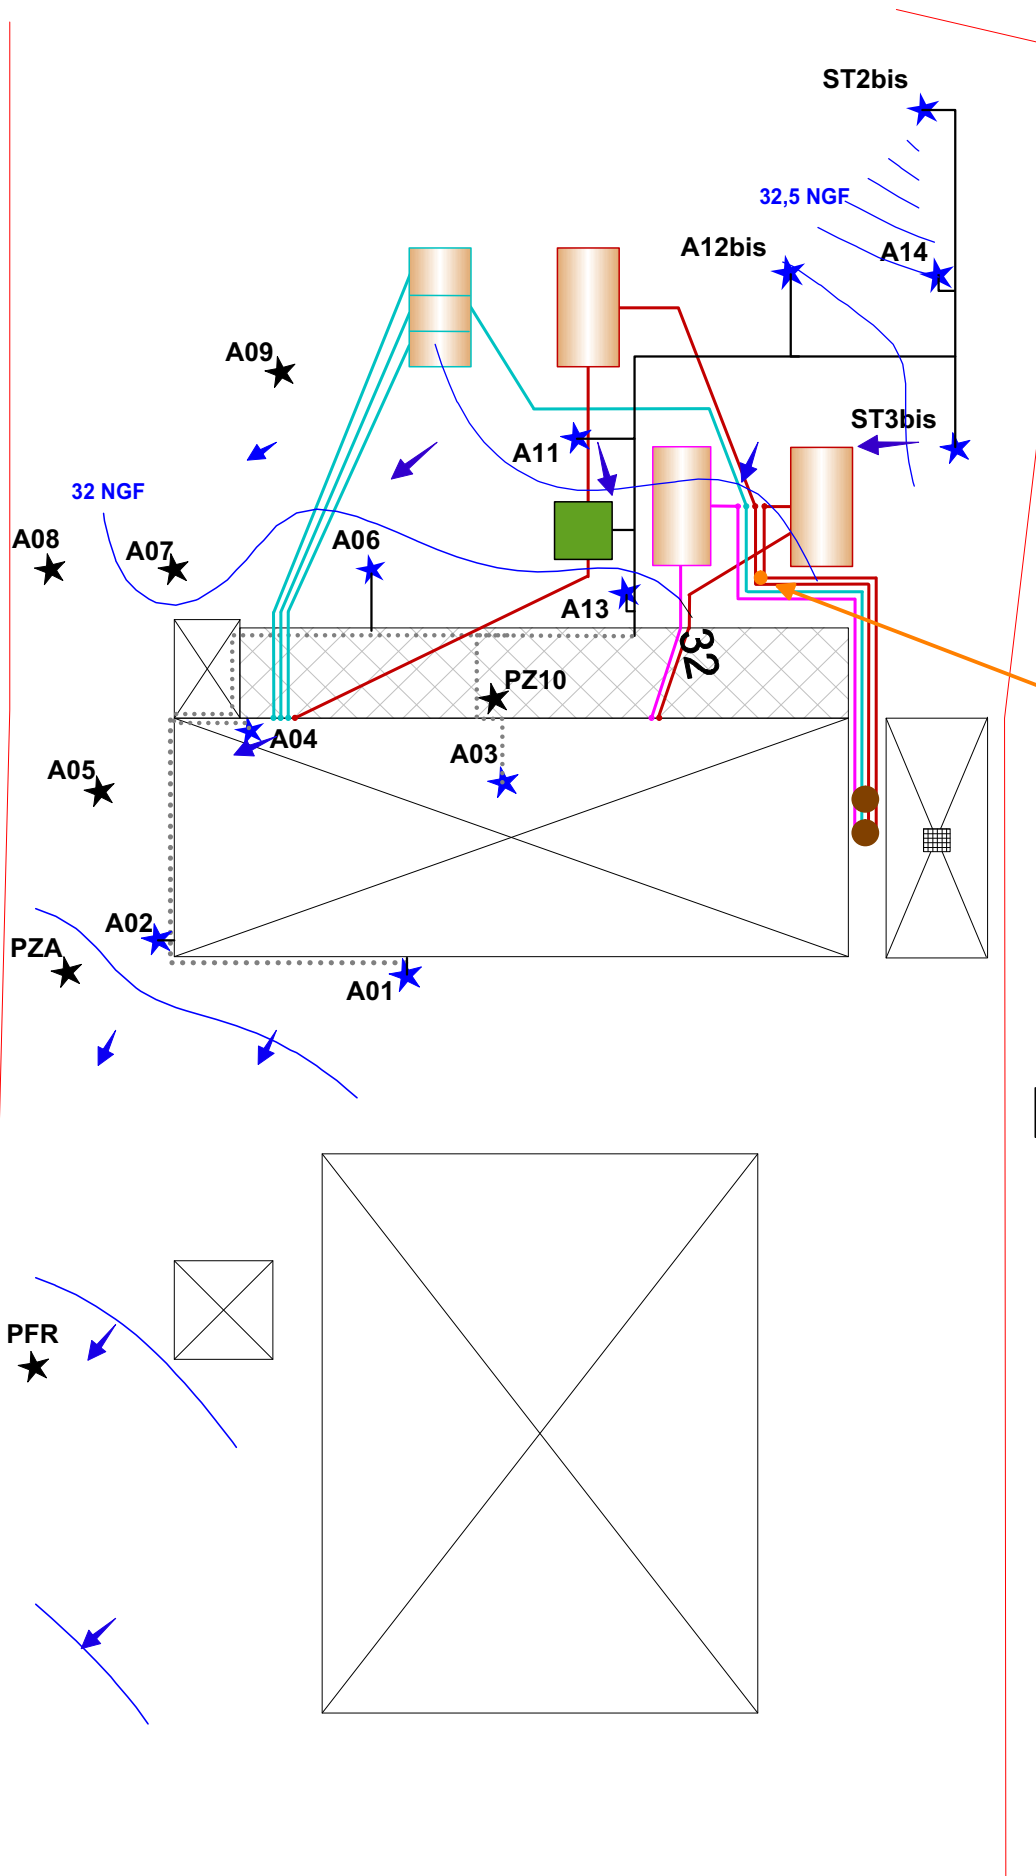 ST2bis
32,5 NGF
A12bis
A14
A09
ST3bis
A11
32 NGF
A08
A07
A06
A13
32
PZ10
A04
A03
A05
A02
PZA
A01
PFR